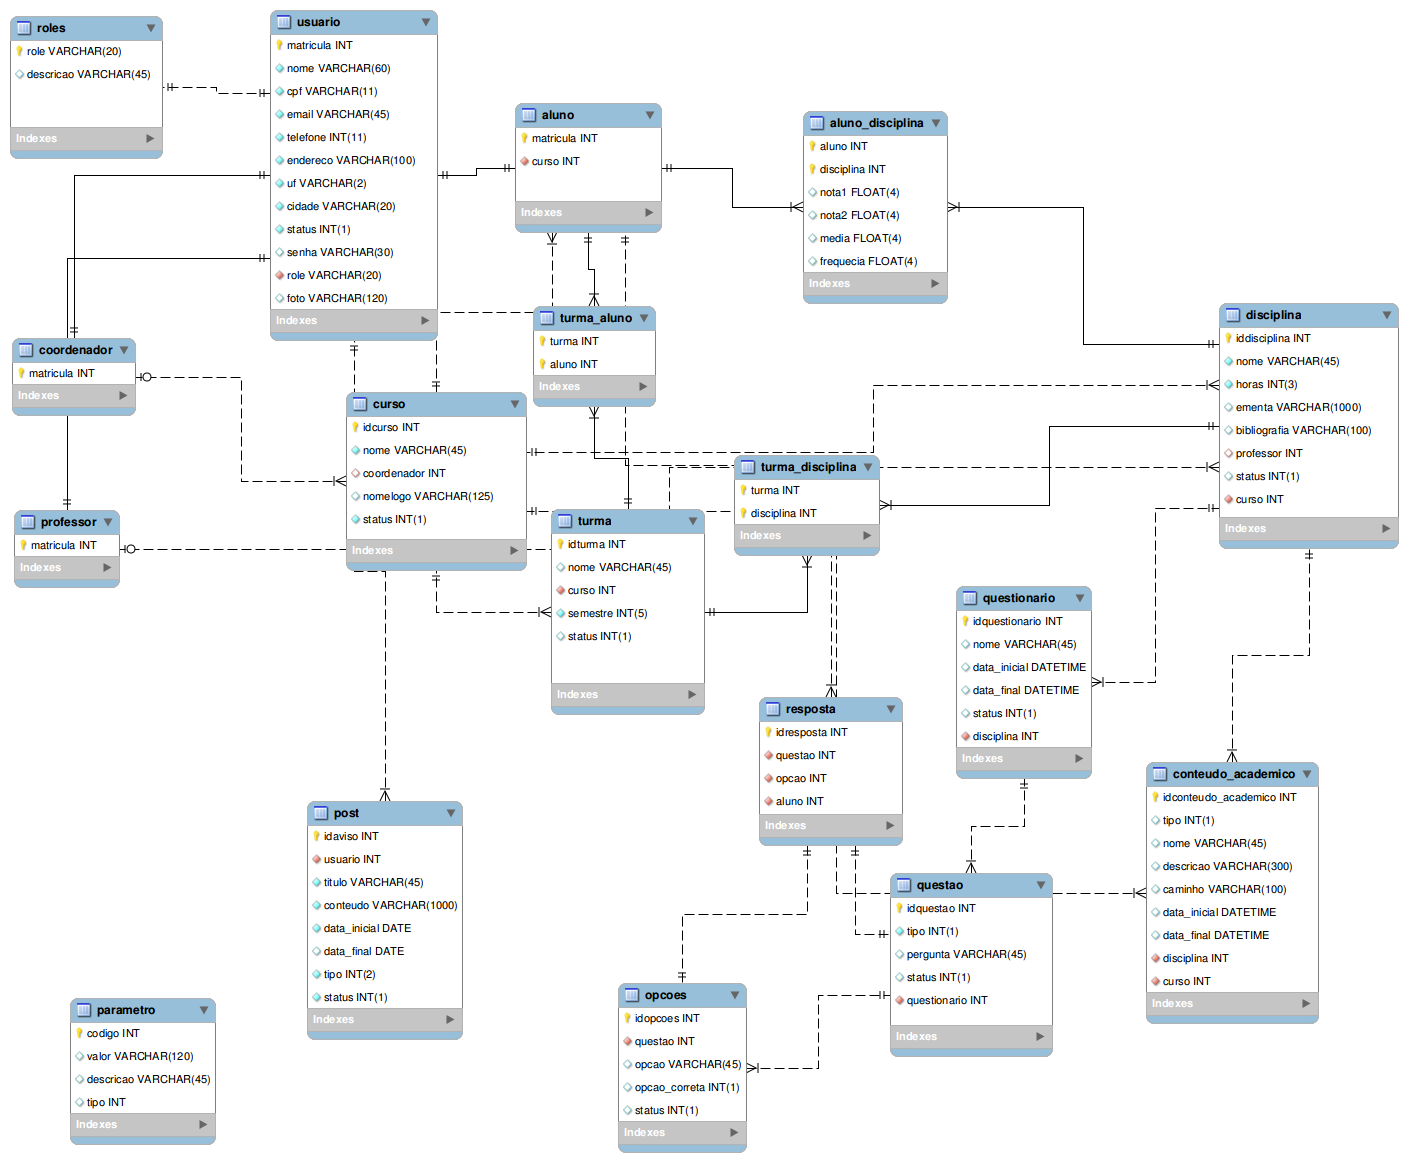 roles
role VARCHAR(20)
descricao VARCHAR(45)
Indexes
usuario
matricula INT
nome VARCHAR(60)
cpf VARCHAR(11)
email VARCHAR(45)
telefone INT(11)
endereco VARCHAR(100)
uf VARCHAR(2)
cidade VARCHAR(20)
status INT(1)
senha VARCHAR(30)
role VARCHAR(20)
foto VARCHAR(120)
Indexes
aluno
matricula INT
curso INT
Indexes
aluno_disciplina
aluno INT
disciplina INT
nota1 FLOAT(4)
nota2 FLOAT(4)
media FLOAT(4)
frequecia FLOAT(4)
Indexes
turma_aluno
turma INT
aluno INT
Indexes
disciplina
iddisciplina INT
nome VARCHAR(45)
horas INT(3)
ementa VARCHAR(1000)
bibliografia VARCHAR(100)
professor INT
status INT(1)
curso INT
Indexes
coordenador
matricula INT
Indexes
curso
idcurso INT
nome VARCHAR(45)
coordenador INT
nomelogo VARCHAR(125)
status INT(1)
Indexes
turma_disciplina
turma INT
disciplina INT
Indexes
professor
matricula INT
Indexes
turma
idturma INT
nome VARCHAR(45)
curso INT
semestre INT(5)
status INT(1)
Indexes
questionario
idquestionario INT
nome VARCHAR(45)
data_inicial DATETIME
data_final DATETIME
status INT(1)
disciplina INT
Indexes
resposta
idresposta INT
questao INT
opcao INT
aluno INT
Indexes
conteudo_academico
idconteudo_academico INT
tipo INT(1)
nome VARCHAR(45)
descricao VARCHAR(300)
caminho VARCHAR(100)
data_inicial DATETIME
data_final DATETIME
disciplina INT
curso INT
Indexes
post
idaviso INT
usuario INT
titulo VARCHAR(45)
conteudo VARCHAR(1000)
data_inicial DATE
data_final DATE
tipo INT(2)
status INT(1)
Indexes
questao
idquestao INT
tipo INT(1)
pergunta VARCHAR(45)
status INT(1)
questionario INT
Indexes
opcoes
idopcoes INT
questao INT
opcao VARCHAR(45)
opcao_correta INT(1)
status INT(1)
Indexes
parametro
codigo INT
valor VARCHAR(120)
descricao VARCHAR(45)
tipo INT
Indexes